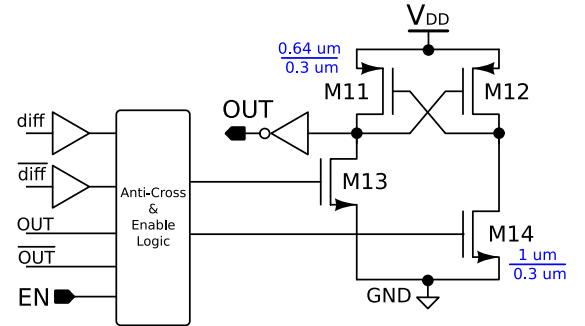 VDD
0.64 um
0.3 um
M11
M12
OUT
diff
diff
Anti-Cross
&
Enable
Logic
M13
OUT
OUT
M14
1 um
0.3 um
EN
GND